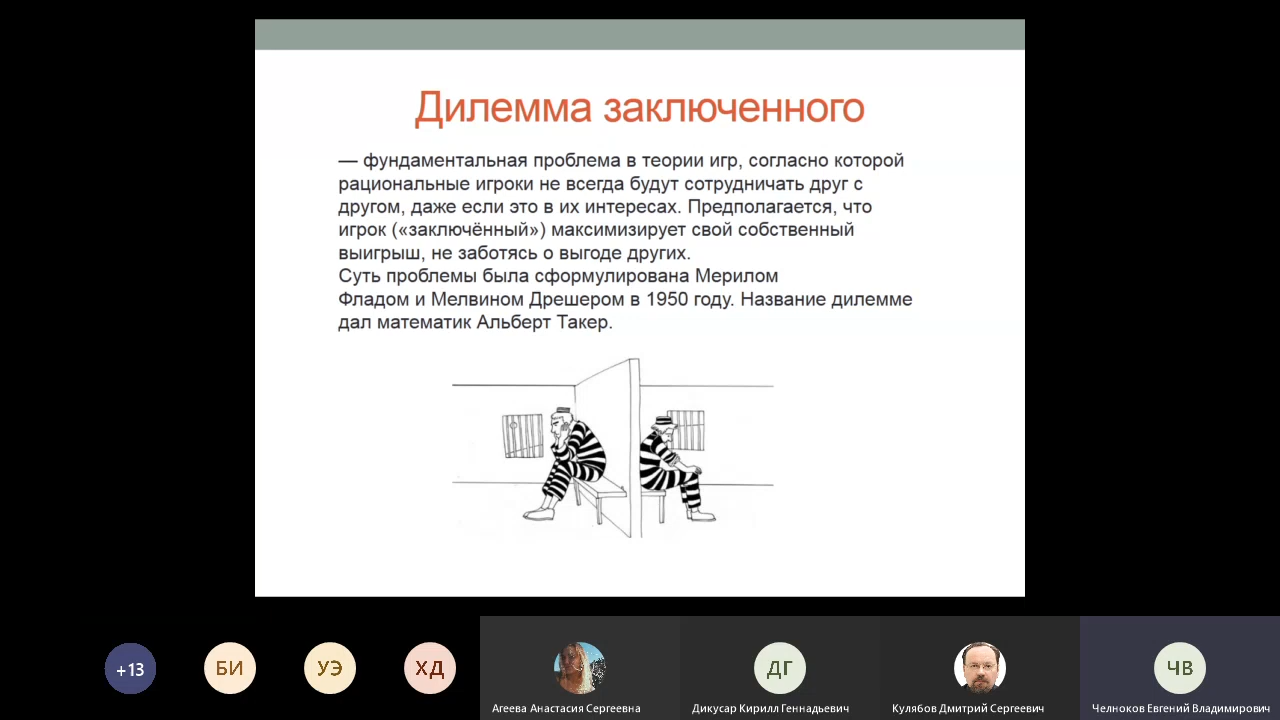 Дилемма заключенного
— фундаментальная проблема в теории игр, согласно которой
рациональные игроки не всегда будут сотрудничать друг с
другом, даже если это в их интересах. Предполагается, что
игрок («заключённый») максимизирует свой собственный
выигрыш, не заботясь о выгоде других.
Суть проблемы была сформулирована Мерилом
Фладом и Мелвином Дрешером в 1950 году. Название дилемме
дал математик Альберт Такер.
+13
БИ
УЭ
ХД
ДГ
ЧВ
Агеева Анастасия Сергеевна
Дикусар Кирилл Геннадьевич
Кулябов Дмитрий Сергеевич
Челноков Евгений Владимирович